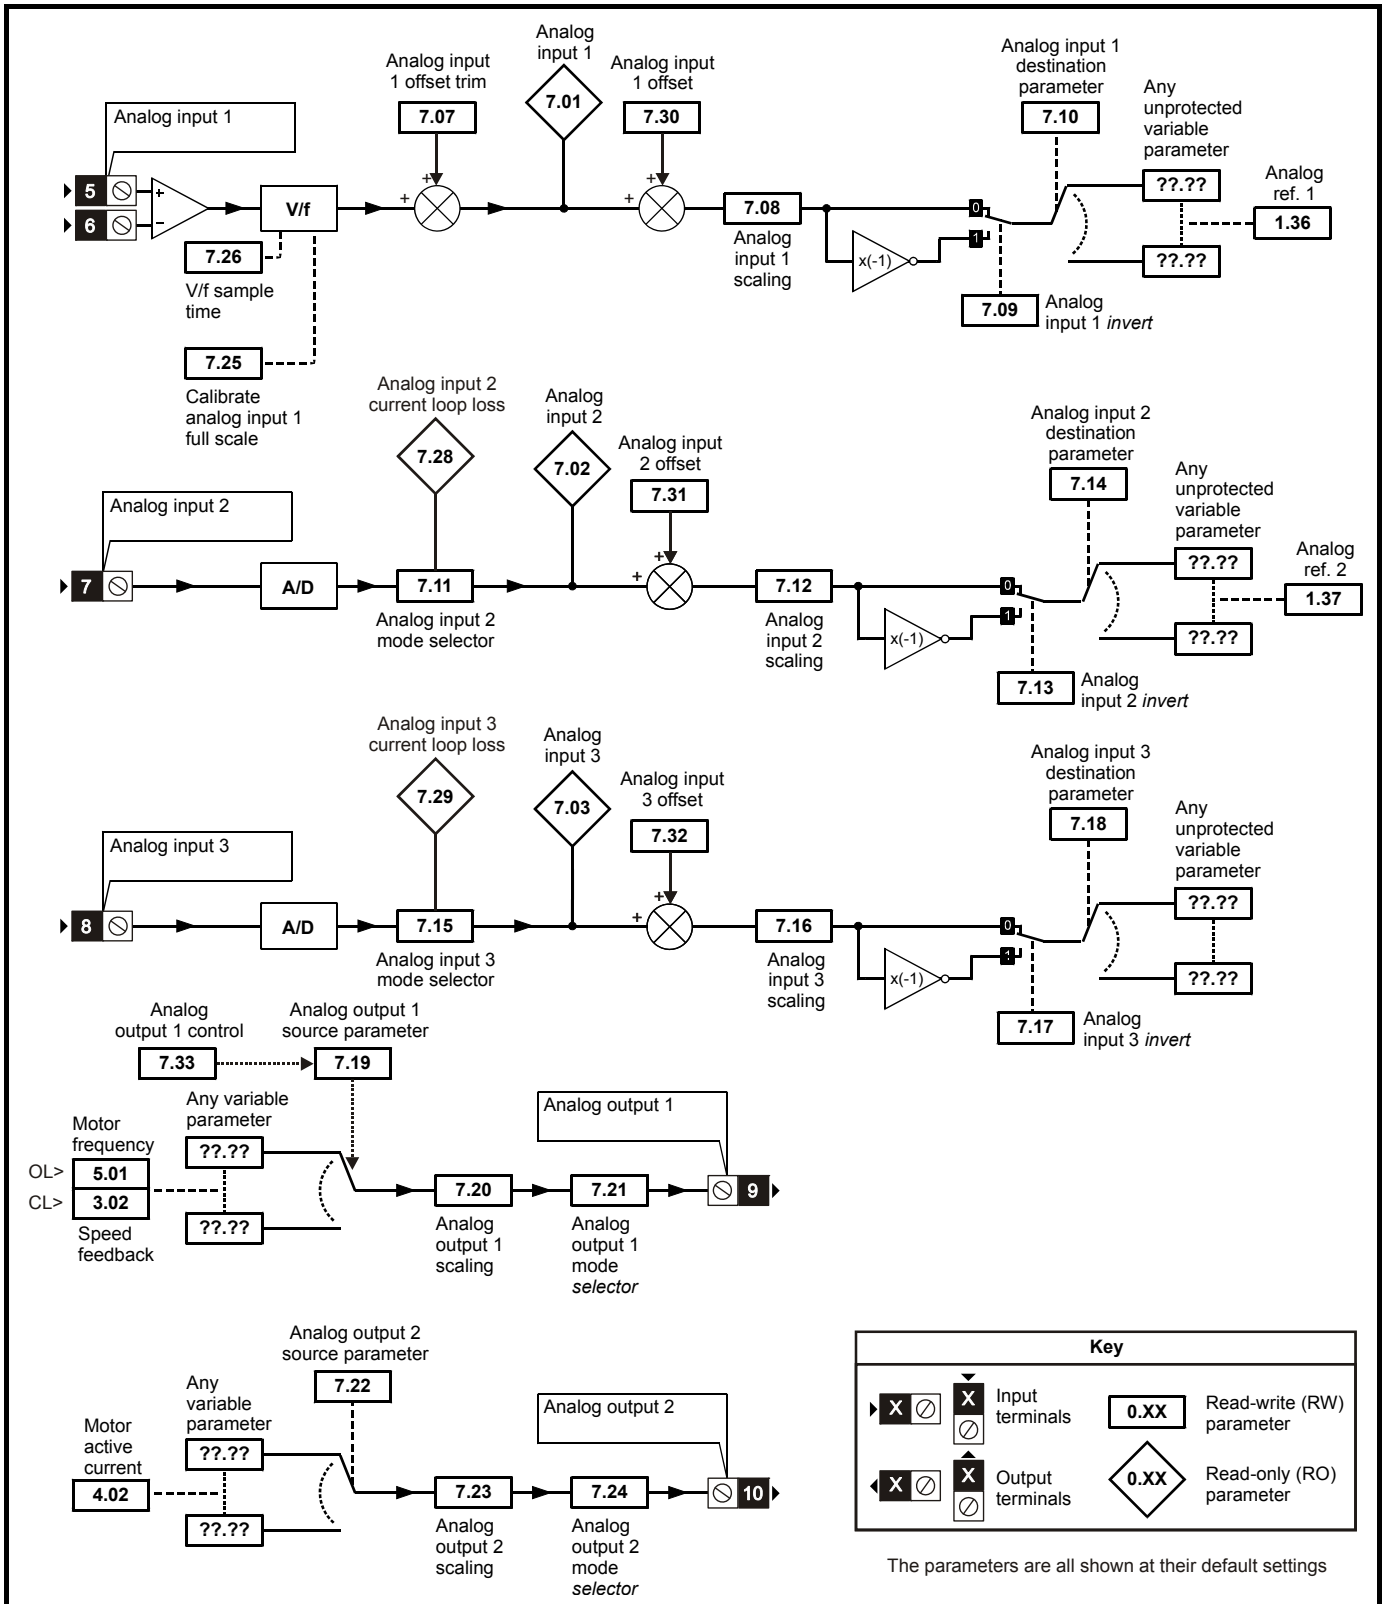 Analog input 1
5
6
+
−
V/f
7.26
V/f sample
time
7.25
Calibrate
analog input 1
full scale
Analog input
1 offset trim
7.07
+
+
Analog
input 1
7.01
Analog input
1 offset
7.30
+
+
7.08
Analog
input 1
scaling
x(-1)
0
1
7.09
Analog
input 1 invert
Analog input 1
destination
parameter
7.10
Any
unprotected
variable
parameter
??.??
??.??
Analog
ref. 1
1.36
Analog input 2
7
A/D
Analog input 2
current loop loss
7.28
7.11
Analog input 2
mode selector
Analog
input 2
7.02
Analog input
2 offset
7.31
+
+
7.12
Analog
input 2
scaling
x(-1)
0
1
7.13
Analog
input 2 invert
Analog input 2
destination
parameter
7.14
Any
unprotected
variable
parameter
??.??
??.??
Analog
ref. 2
1.37
Analog input 3
8
A/D
Analog input 3
current loop loss
7.29
7.15
Analog input 3
mode selector
Analog
input 3
7.03
Analog input
3 offset
7.32
+
+
7.16
Analog
input 3
scaling
x(-1)
0
1
7.17
Analog
input 3 invert
Analog input 3
destination
parameter
7.18
Any
unprotected
variable
parameter
??.??
??.??
Analog
output 1 control
7.33
Analog output 1
source parameter
7.19
Any variable
parameter
??.??
??.??
Motor
frequency
OL>
5.01
CL>
3.02
Speed
feedback
7.20
Analog
output 1
scaling
7.21
Analog
output 1
mode
selector
Analog output 1
9
Analog output 2
source parameter
7.22
Any
variable
parameter
??.??
??.??
Motor
active
current
4.02
7.23
Analog
output 2
scaling
7.24
Analog
output 2
mode
selector
Analog output 2
10
Key
X
X
Input
terminals
0.XX
Read-write (RW)
parameter
X
X
Output
terminals
0.XX
Read-only (RO)
parameter
The parameters are all shown at their default settings